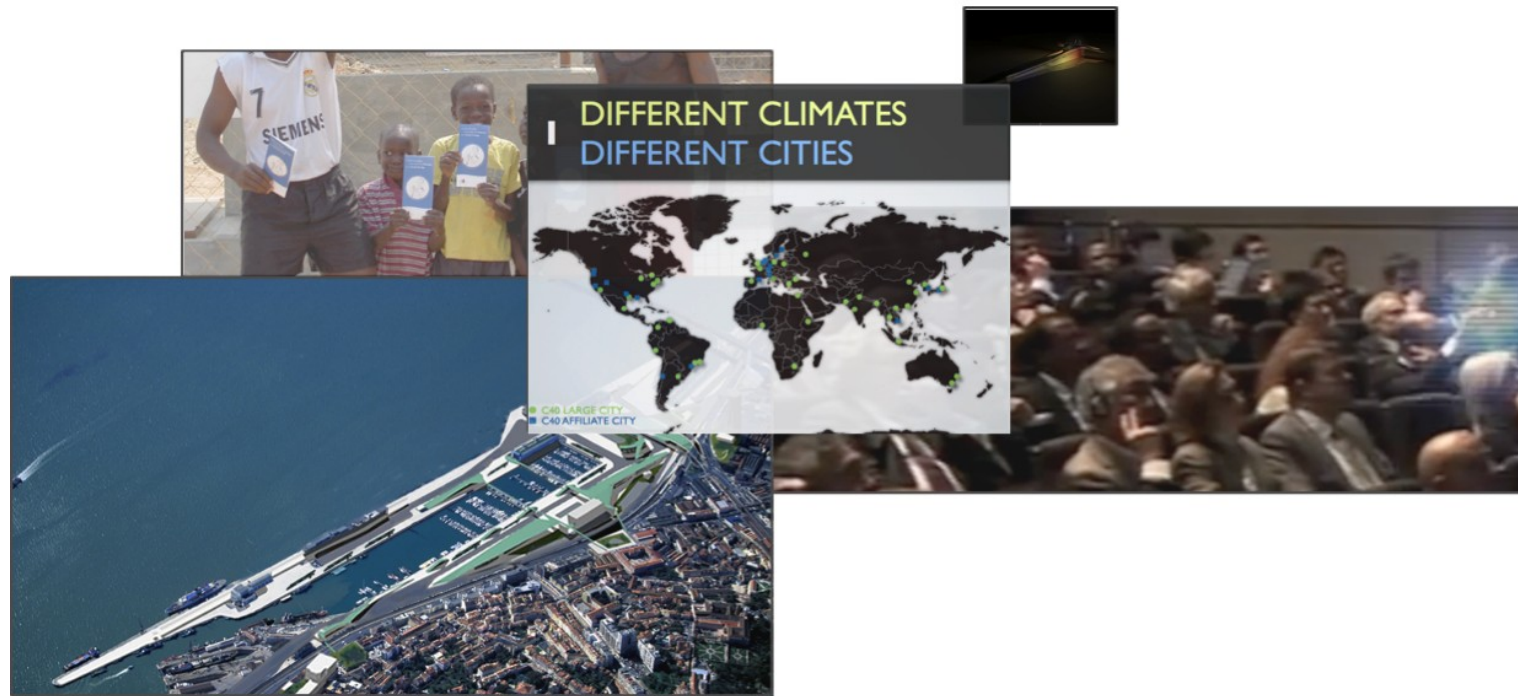 7
SIEMENS
I DIFFERENT CLIMATES
DIFFERENT CITIES
C40 LARGE CITY
C40 AFFILIATE CITY